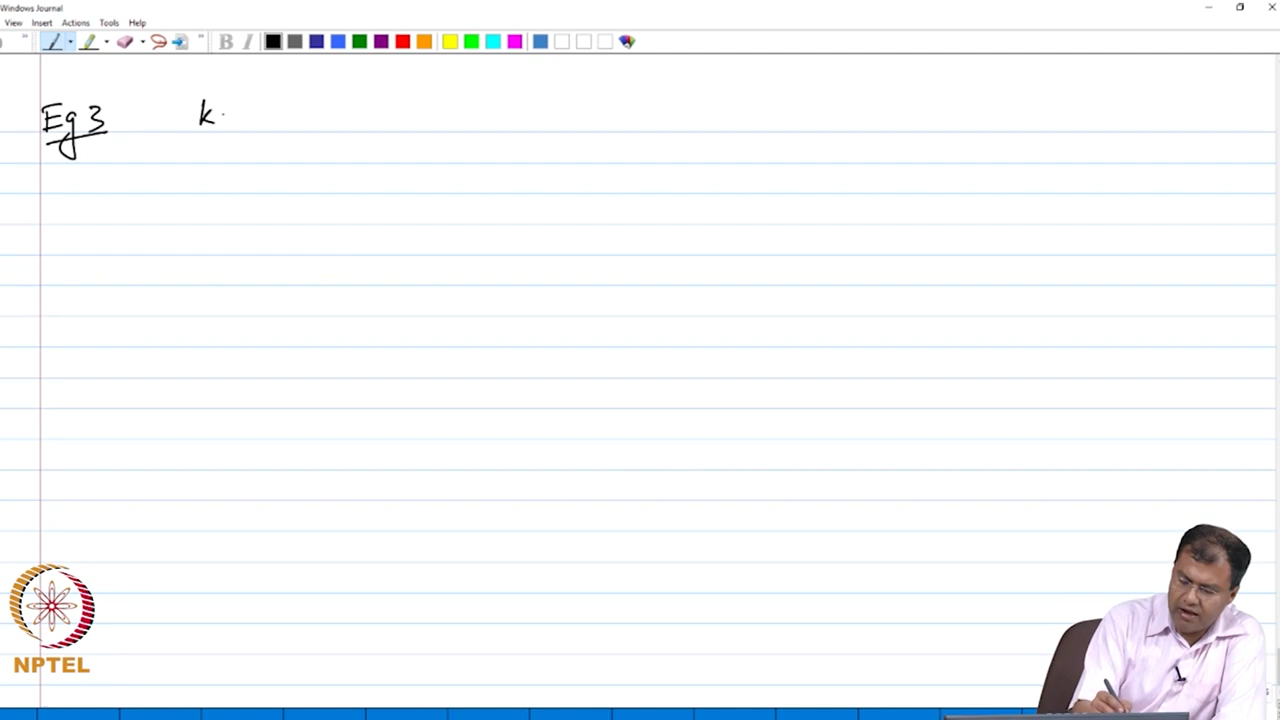 Windows Journal
View Insert Actions Tools Help
B I
Eg 3 k
NPTEL